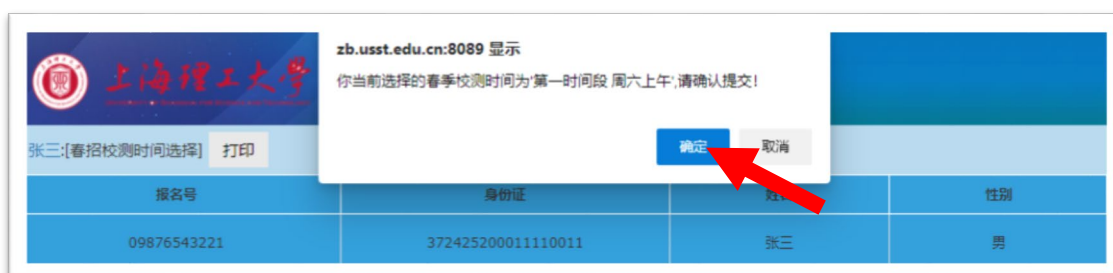 zb.usst.edu.cn:8089 显示
你当前选择的春季校测时间为'第一时间段 周六上午',请确认提交!
确定 取消
上海理工大学
张三:[春招校测时间选择] 打印
报名号 身份证 性别
09876543221 372425200011110011 张三 男